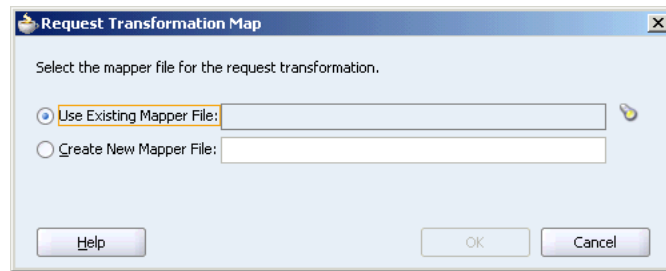 Request Transformation Map
Select the mapper file for the request transformation.
Use Existing Mapper File:
Create New Mapper File:
Help OK Cancel